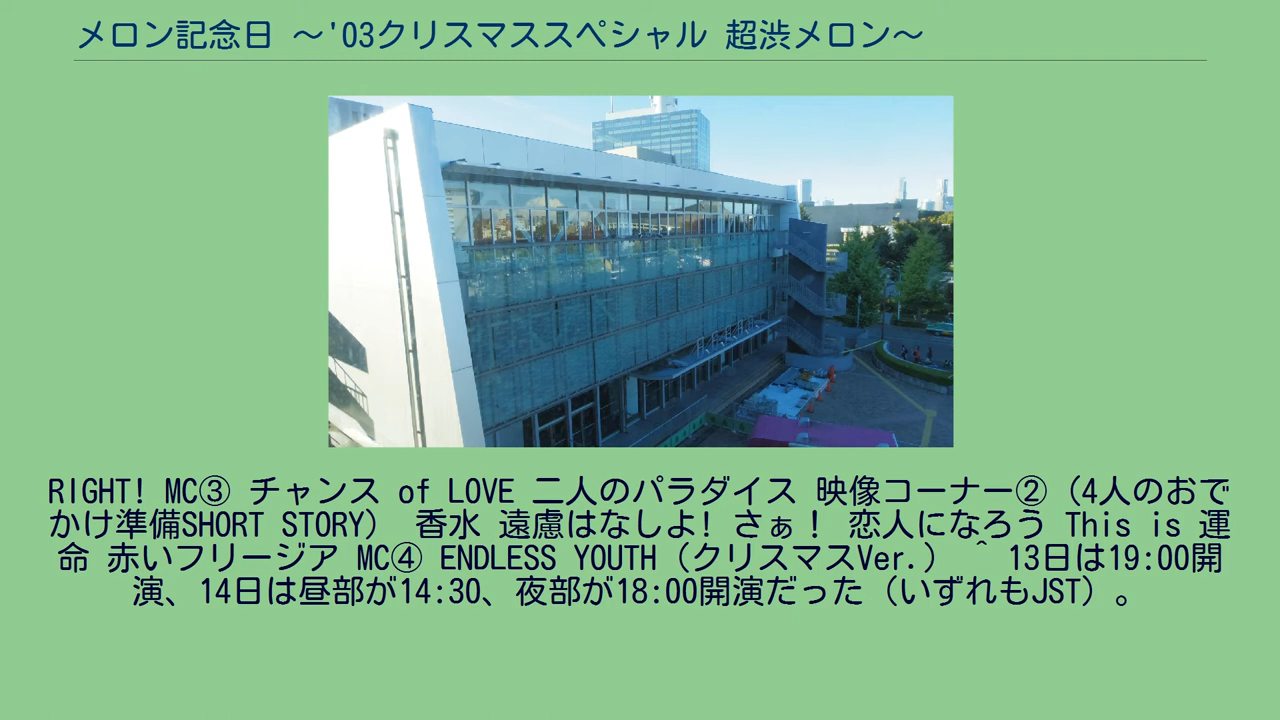 メロン記念日 ～'03クリスマススペシャル 超渋メロン～
RIGHT! MC③ チャンス of LOVE 二人のパラダイス 映像コーナー②（4人のおで
かけ準備SHORT STORY） 香水 遠慮はなしよ! さぁ！ 恋人になろう This is 運
命 赤いフリージア MC④ ENDLESS YOUTH（クリスマスVer.） ^ 13日は19:00開
演、14日は昼部が14:30、夜部が18:00開演だった（いずれもJST）。